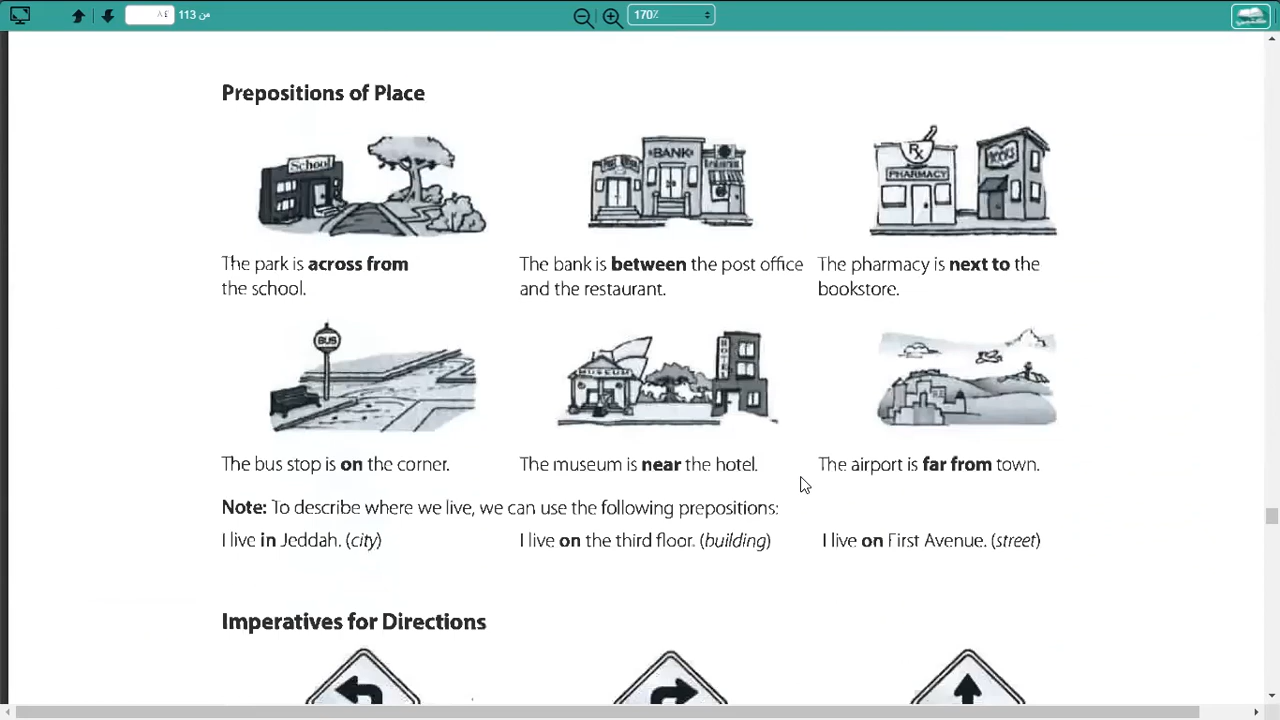 ٨٤ من 113 170٪
Prepositions of Place
School
BANK
PHARMACY
RX
BOOKS
The park is across from
the school.
The bank is between the post office
and the restaurant.
The pharmacy is next to the
bookstore.
BUS
MUSEUM
HOTEL
The bus stop is on the corner.
The museum is near the hotel.
The airport is far from town.
Note: To describe where we live, we can use the following prepositions:
I live in Jeddah. (city)
I live on the third floor. (building)
I live on First Avenue. (street)
Imperatives for Directions